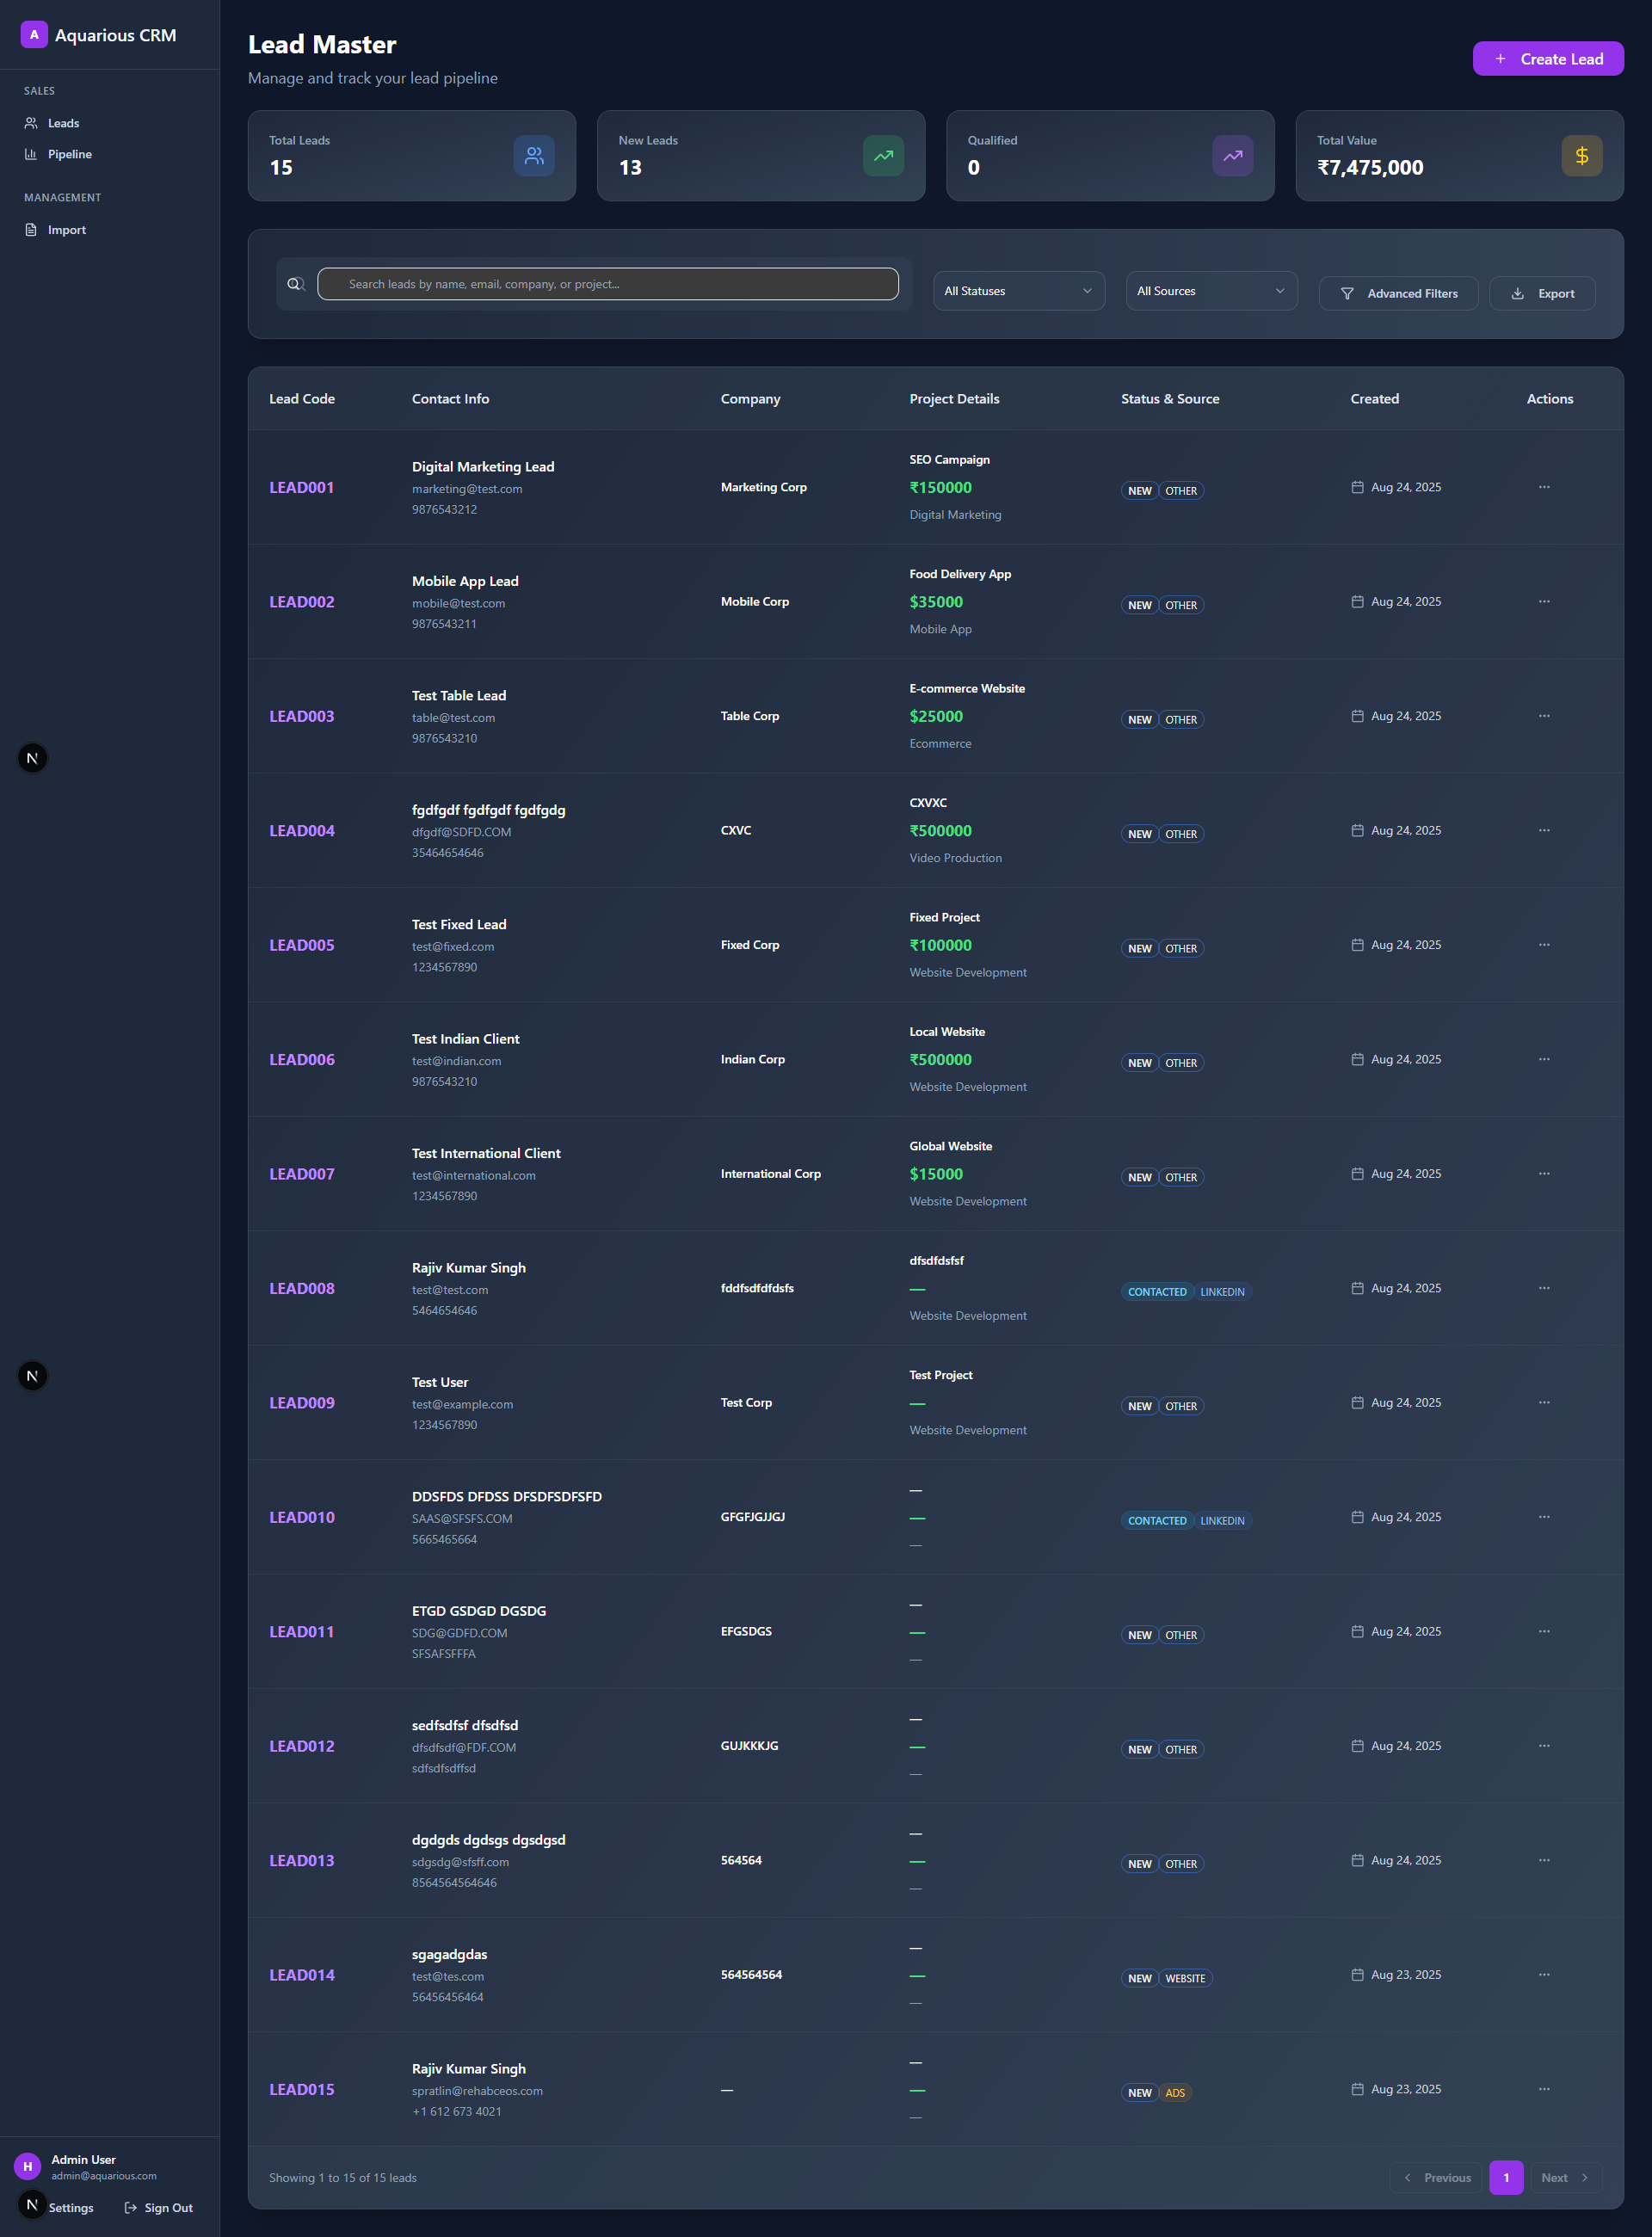 A Aquarious CRM
SALES
Leads
Pipeline
MANAGEMENT
Import
Lead Master
Manage and track your lead pipeline
+ Create Lead
Total Leads
15
New Leads
13
Qualified
0
Total Value
₹7,475,000
Search leads by name, email, company, or project...
All Statuses
All Sources
Advanced Filters
Export
Lead Code Contact Info Company Project Details Status & Source Created Actions
LEAD001
Digital Marketing Lead
marketing@test.com
9876543212
Marketing Corp
SEO Campaign
₹150000
Digital Marketing
NEW OTHER
Aug 24, 2025
LEAD002
Mobile App Lead
mobile@test.com
9876543211
Mobile Corp
Food Delivery App
$35000
Mobile App
NEW OTHER
Aug 24, 2025
LEAD003
Test Table Lead
table@test.com
9876543210
Table Corp
E-commerce Website
$25000
Ecommerce
NEW OTHER
Aug 24, 2025
LEAD004
fgdfgdf fgdfgdf fgdfgdg
dfgdf@SDFD.COM
35464654646
CXVC
CXVXC
₹500000
Video Production
NEW OTHER
Aug 24, 2025
LEAD005
Test Fixed Lead
test@fixed.com
1234567890
Fixed Corp
Fixed Project
₹100000
Website Development
NEW OTHER
Aug 24, 2025
LEAD006
Test Indian Client
test@indian.com
9876543210
Indian Corp
Local Website
₹500000
Website Development
NEW OTHER
Aug 24, 2025
LEAD007
Test International Client
test@international.com
1234567890
International Corp
Global Website
$15000
Website Development
NEW OTHER
Aug 24, 2025
LEAD008
Rajiv Kumar Singh
test@test.com
5464654646
fddfsdfdfdsfs
dfsdfdsfsf
—
Website Development
CONTACTED LINKEDIN
Aug 24, 2025
LEAD009
Test User
test@example.com
1234567890
Test Corp
Test Project
—
Website Development
NEW OTHER
Aug 24, 2025
LEAD010
DDSFDS DFDSS DFSDFSDFSFD
SAAS@SFSFS.COM
5665465664
GFGFJGJJGJ
—
—
—
CONTACTED LINKEDIN
Aug 24, 2025
LEAD011
ETGD GSDGD DGSDG
SDG@GDFD.COM
SFSAFSFFFA
EFGSDGS
—
—
—
NEW OTHER
Aug 24, 2025
LEAD012
sedfsdfsf dfsdfsd
dfsdfsdf@FDF.COM
sdfsdfsdffsd
GUJKKKJG
—
—
—
NEW OTHER
Aug 24, 2025
LEAD013
dgdgds dgdsgs dgsdgsd
sdgsdg@sfsff.com
8564564564646
564564
—
—
—
NEW OTHER
Aug 24, 2025
LEAD014
sgagadgdas
test@tes.com
56456456464
564564564
—
—
—
NEW WEBSITE
Aug 23, 2025
LEAD015
Rajiv Kumar Singh
spratlin@rehabceos.com
+1 612 673 4021
—
—
—
—
NEW ADS
Aug 23, 2025
Showing 1 to 15 of 15 leads
Previous 1 Next
H
Admin User
admin@aquarious.com
N Settings
Sign Out
N
N